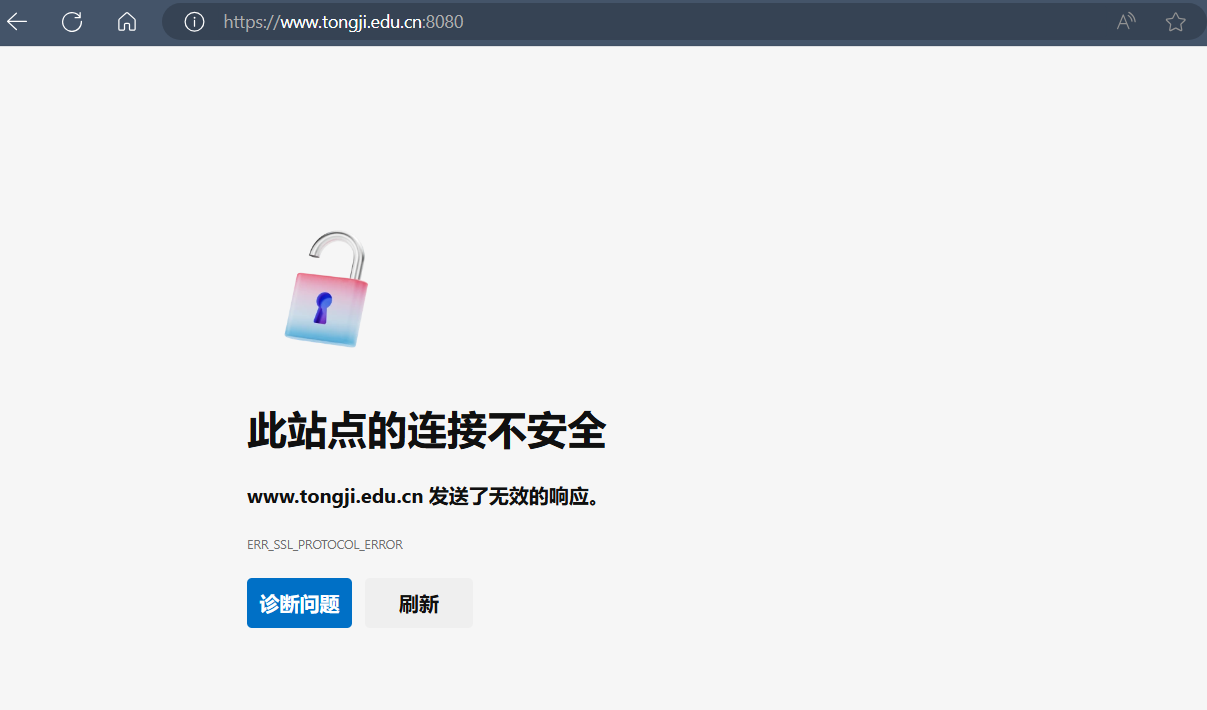 https://www.tongji.edu.cn:8080
此站点的连接不安全
www.tongji.edu.cn 发送了无效的响应。
ERR_SSL_PROTOCOL_ERROR
诊断问题 刷新